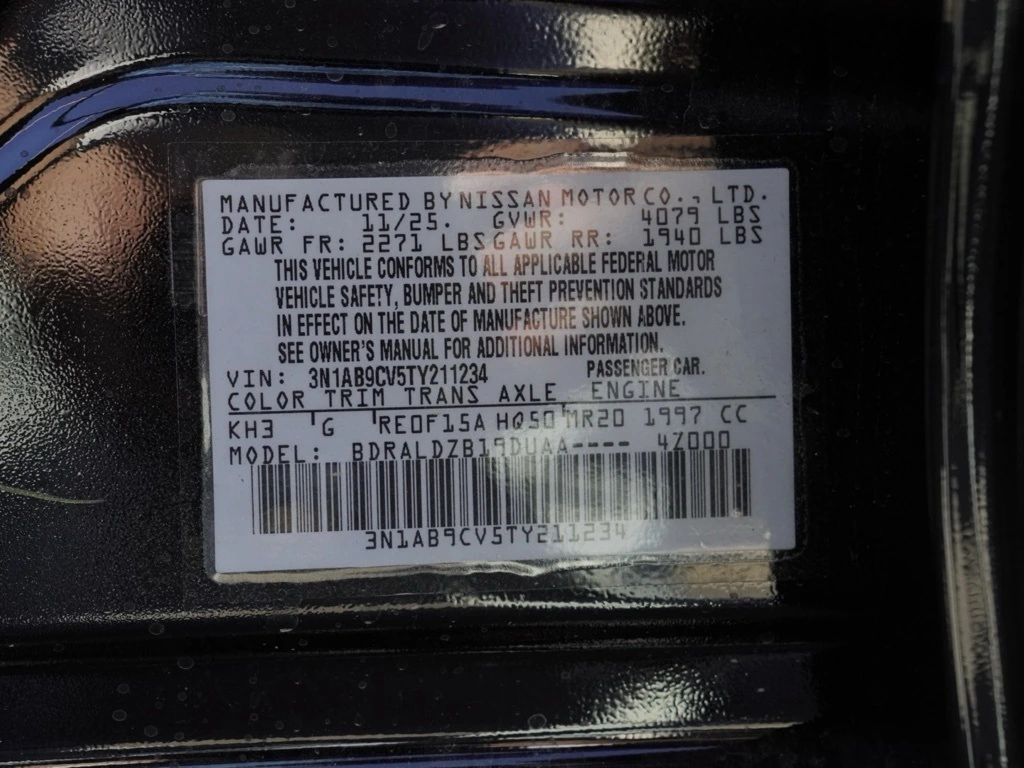 MANUFACTURED BY NISSAN MOTOR CO., LTD.
DATE: 11/25. GVWR: 4079 LBS
GAWR FR: 2271 LBS GAWR RR: 1940 LBS
THIS VEHICLE CONFORMS TO ALL APPLICABLE FEDERAL MOTOR
VEHICLE SAFETY, BUMPER AND THEFT PREVENTION STANDARDS
IN EFFECT ON THE DATE OF MANUFACTURE SHOWN ABOVE.
SEE OWNER'S MANUAL FOR ADDITIONAL INFORMATION.
VIN: 3N1AB9CV5TY211234 PASSENGER CAR.
COLOR TRIM TRANS AXLE ENGINE
KH3 G RE0F15A HQ50 MR20 1997 CC
MODEL: BDRALDZB19DUAA---- 4Z000
3N1AB9CV5TY211234